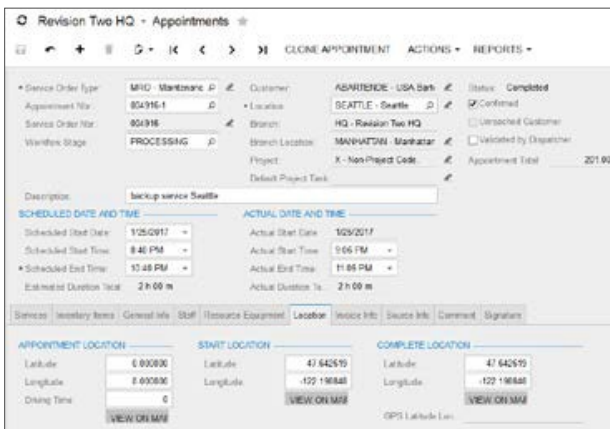 Revision Two HQ - Appointments
CLONE APPOINTMENT ACTIONS REPORTS
Service Order Type: MRO - Maintenanc Customer: ABARTENDE - USA Bart Status: Completed
Appointment Nbr: 004916-1 Location: SEATTLE - Seattle Confirmed
Service Order Nbr: 004916 Branch: HQ - Revision Two HQ Unreached Customer
Workflow Stage: PROCESSING Branch Location: MANHATTAN - Manhattan Validated by Dispatcher
Project: X - Non-Project Code. Appointment Total: 201.00
Default Project Task:
Description: backup service Seattle
SCHEDULED DATE AND TIME ACTUAL DATE AND TIME
Scheduled Start Date: 1/25/2017 Actual Start Date: 1/25/2017
Scheduled Start Time: 8:40 PM Actual Start Time: 9:06 PM
Scheduled End Time: 10:40 PM Actual End Time: 11:06 PM
Estimated Duration Total: 2 h 00 m Actual Duration To.. 2 h 00 m
Services Inventory Items General Info Staff Resource Equipment Location Invoice Info Source Info Comment Signature
APPOINTMENT LOCATION START LOCATION COMPLETE LOCATION
Latitude: 0.000000 Latitude: 47.642619 Latitude: 47.642619
Longitude: 0.000000 Longitude: Longitude:
Driving Time: 0 VIEW ON MAP VIEW ON MAP
VIEW ON MAP GPS Latitude Lon